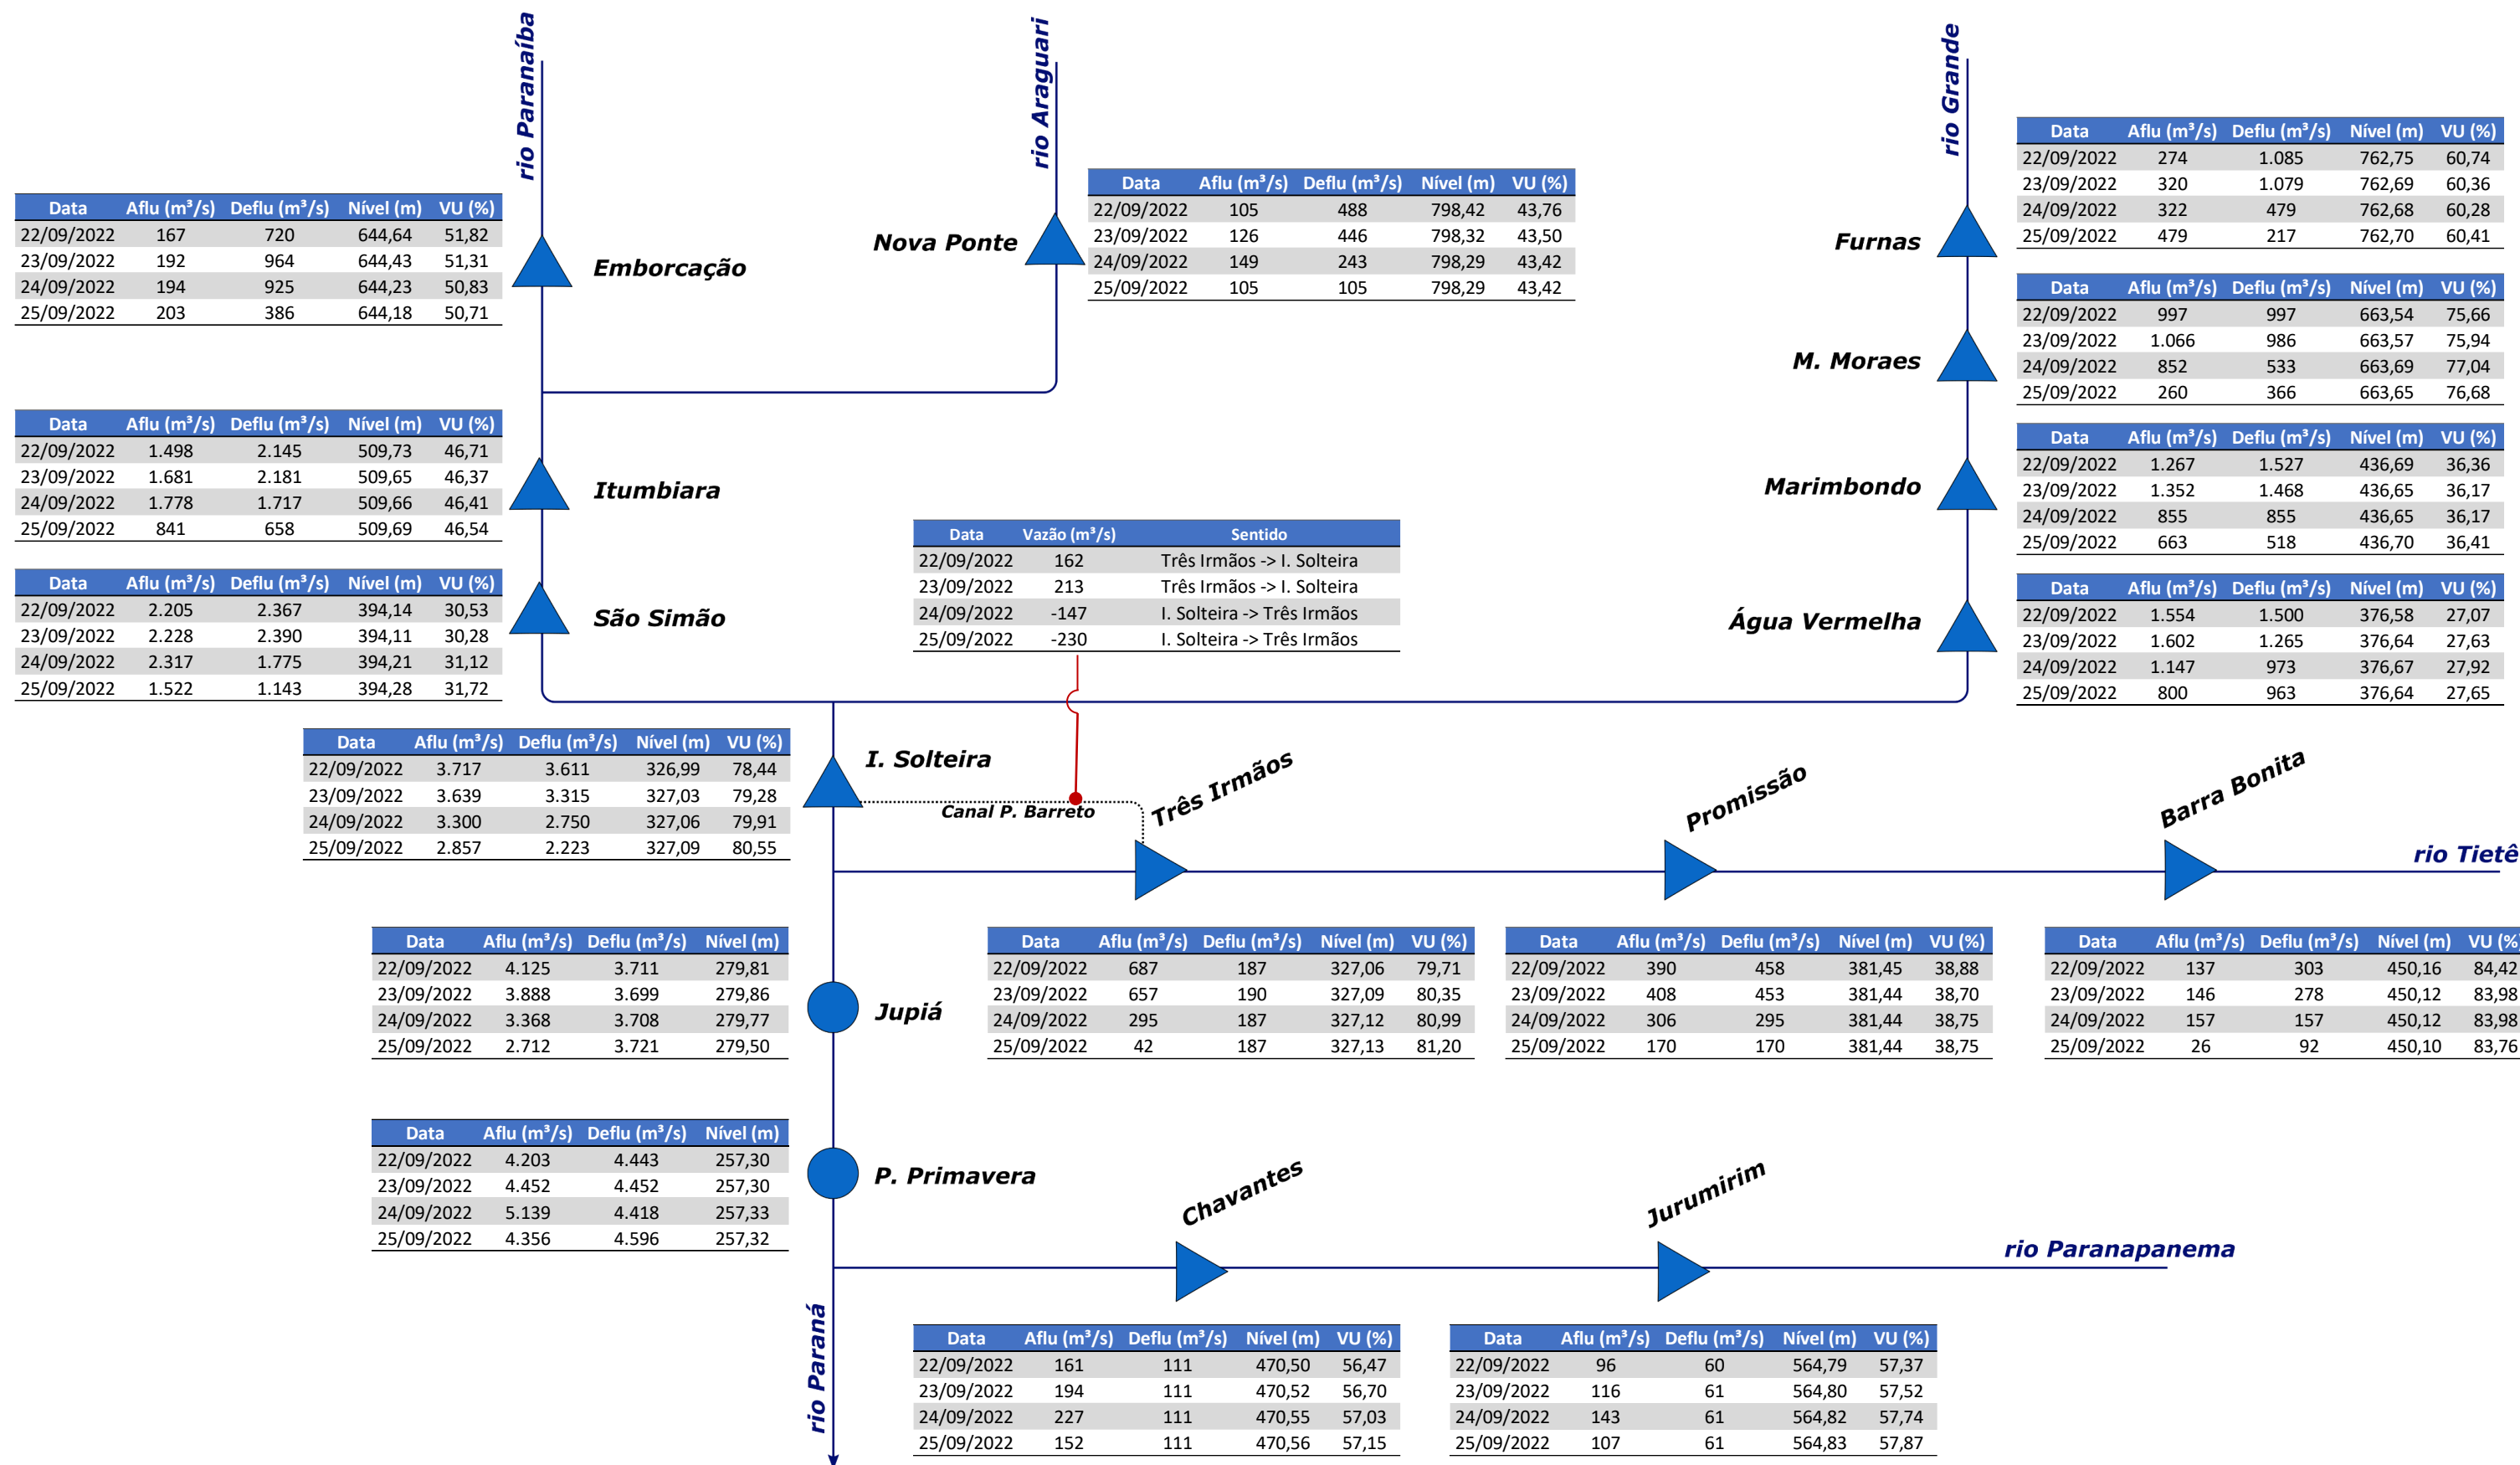 rio Paranaíba
rio Araguari
rio Grande
Data Aflu (m³/s) Deflu (m³/s) Nível (m) VU (%)
22/09/2022 274 1.085 762,75 60,74
23/09/2022 320 1.079 762,69 60,36
24/09/2022 322 479 762,68 60,28
25/09/2022 479 217 762,70 60,41
Furnas
Data Aflu (m³/s) Deflu (m³/s) Nível (m) VU (%)
22/09/2022 105 488 798,42 43,76
23/09/2022 126 446 798,32 43,50
24/09/2022 149 243 798,29 43,42
25/09/2022 105 105 798,29 43,42
Nova Ponte
Data Aflu (m³/s) Deflu (m³/s) Nível (m) VU (%)
22/09/2022 167 720 644,64 51,82
23/09/2022 192 964 644,43 51,31
24/09/2022 194 925 644,23 50,83
25/09/2022 203 386 644,18 50,71
Emborcação
Data Aflu (m³/s) Deflu (m³/s) Nível (m) VU (%)
22/09/2022 997 997 663,54 75,66
23/09/2022 1.066 986 663,57 75,94
24/09/2022 852 533 663,69 77,04
25/09/2022 260 366 663,65 76,68
M. Moraes
Data Aflu (m³/s) Deflu (m³/s) Nível (m) VU (%)
22/09/2022 1.498 2.145 509,73 46,71
23/09/2022 1.681 2.181 509,65 46,37
24/09/2022 1.778 1.717 509,66 46,41
25/09/2022 841 658 509,69 46,54
Itumbiara
Data Aflu (m³/s) Deflu (m³/s) Nível (m) VU (%)
22/09/2022 1.267 1.527 436,69 36,36
23/09/2022 1.352 1.468 436,65 36,17
24/09/2022 855 855 436,65 36,17
25/09/2022 663 518 436,70 36,41
Marimbondo
Data Vazão (m³/s) Sentido
22/09/2022 162 Três Irmãos -> I. Solteira
23/09/2022 213 Três Irmãos -> I. Solteira
24/09/2022 -147 I. Solteira -> Três Irmãos
25/09/2022 -230 I. Solteira -> Três Irmãos
Data Aflu (m³/s) Deflu (m³/s) Nível (m) VU (%)
22/09/2022 2.205 2.367 394,14 30,53
23/09/2022 2.228 2.390 394,11 30,28
24/09/2022 2.317 1.775 394,21 31,12
25/09/2022 1.522 1.143 394,28 31,72
São Simão
Data Aflu (m³/s) Deflu (m³/s) Nível (m) VU (%)
22/09/2022 1.554 1.500 376,58 27,07
23/09/2022 1.602 1.265 376,64 27,63
24/09/2022 1.147 973 376,67 27,92
25/09/2022 800 963 376,64 27,65
Água Vermelha
Data Aflu (m³/s) Deflu (m³/s) Nível (m) VU (%)
22/09/2022 3.717 3.611 326,99 78,44
23/09/2022 3.639 3.315 327,03 79,28
24/09/2022 3.300 2.750 327,06 79,91
25/09/2022 2.857 2.223 327,09 80,55
I. Solteira
Canal P. Barreto
Três Irmãos
Promissão
Barra Bonita
rio Tietê
Data Aflu (m³/s) Deflu (m³/s) Nível (m)
22/09/2022 4.125 3.711 279,81
23/09/2022 3.888 3.699 279,86
24/09/2022 3.368 3.708 279,77
25/09/2022 2.712 3.721 279,50
Jupiá
Data Aflu (m³/s) Deflu (m³/s) Nível (m) VU (%)
22/09/2022 687 187 327,06 79,71
23/09/2022 657 190 327,09 80,35
24/09/2022 295 187 327,12 80,99
25/09/2022 42 187 327,13 81,20
Data Aflu (m³/s) Deflu (m³/s) Nível (m) VU (%)
22/09/2022 390 458 381,45 38,88
23/09/2022 408 453 381,44 38,70
24/09/2022 306 295 381,44 38,75
25/09/2022 170 170 381,44 38,75
Data Aflu (m³/s) Deflu (m³/s) Nível (m) VU (%)
22/09/2022 137 303 450,16 84,42
23/09/2022 146 278 450,12 83,98
24/09/2022 157 157 450,12 83,98
25/09/2022 26 92 450,10 83,76
Data Aflu (m³/s) Deflu (m³/s) Nível (m)
22/09/2022 4.203 4.443 257,30
23/09/2022 4.452 4.452 257,30
24/09/2022 5.139 4.418 257,33
25/09/2022 4.356 4.596 257,32
P. Primavera
Chavantes
Jurumirim
rio Paranapanema
rio Paraná
Data Aflu (m³/s) Deflu (m³/s) Nível (m) VU (%)
22/09/2022 161 111 470,50 56,47
23/09/2022 194 111 470,52 56,70
24/09/2022 227 111 470,55 57,03
25/09/2022 152 111 470,56 57,15
Data Aflu (m³/s) Deflu (m³/s) Nível (m) VU (%)
22/09/2022 96 60 564,79 57,37
23/09/2022 116 61 564,80 57,52
24/09/2022 143 61 564,82 57,74
25/09/2022 107 61 564,83 57,87